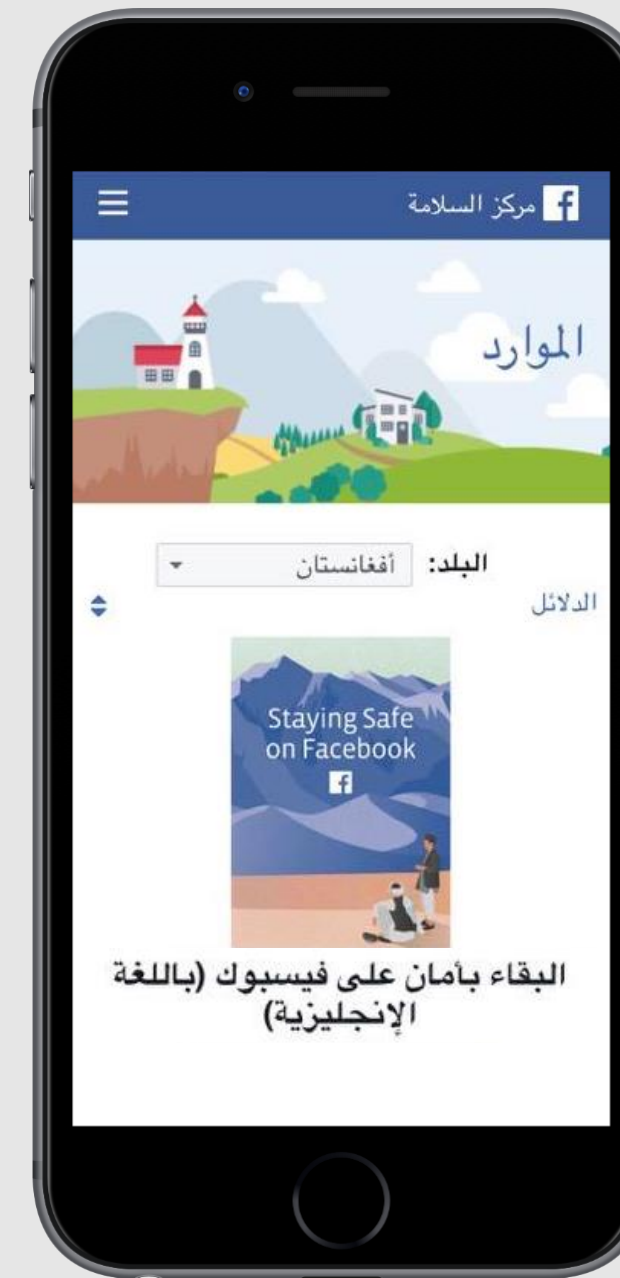 مركز السلامة
الموارد
البلد: أفغانستان
الدلائل
Staying Safe
on Facebook
البقاء بأمان على فيسبوك (باللغة
الإنجليزية)